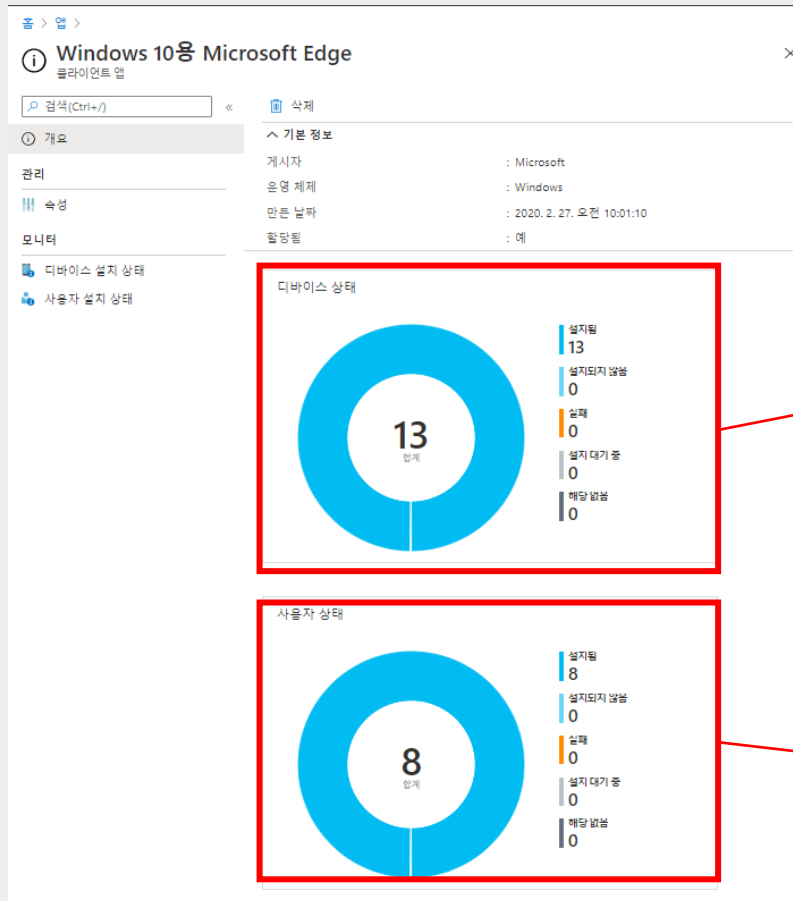 홈 > 앱 >
Windows 10용 Microsoft Edge
클라이언트 앱
검색(Ctrl+/)
«
개요
관리
속성
모니터
디바이스 설치 상태
사용자 설치 상태
삭제
기본 정보
게시자 : Microsoft
운영 체제 : Windows
만든 날짜 : 2020. 2. 27. 오전 10:01:10
할당됨 : 예
디바이스 상태
13
합계
설치됨
13
설치되지 않음
0
실패
0
설치 대기 중
0
해당 없음
0
사용자 상태
8
합계
설치됨
8
설치되지 않음
0
실패
0
설치 대기 중
0
해당 없음
0